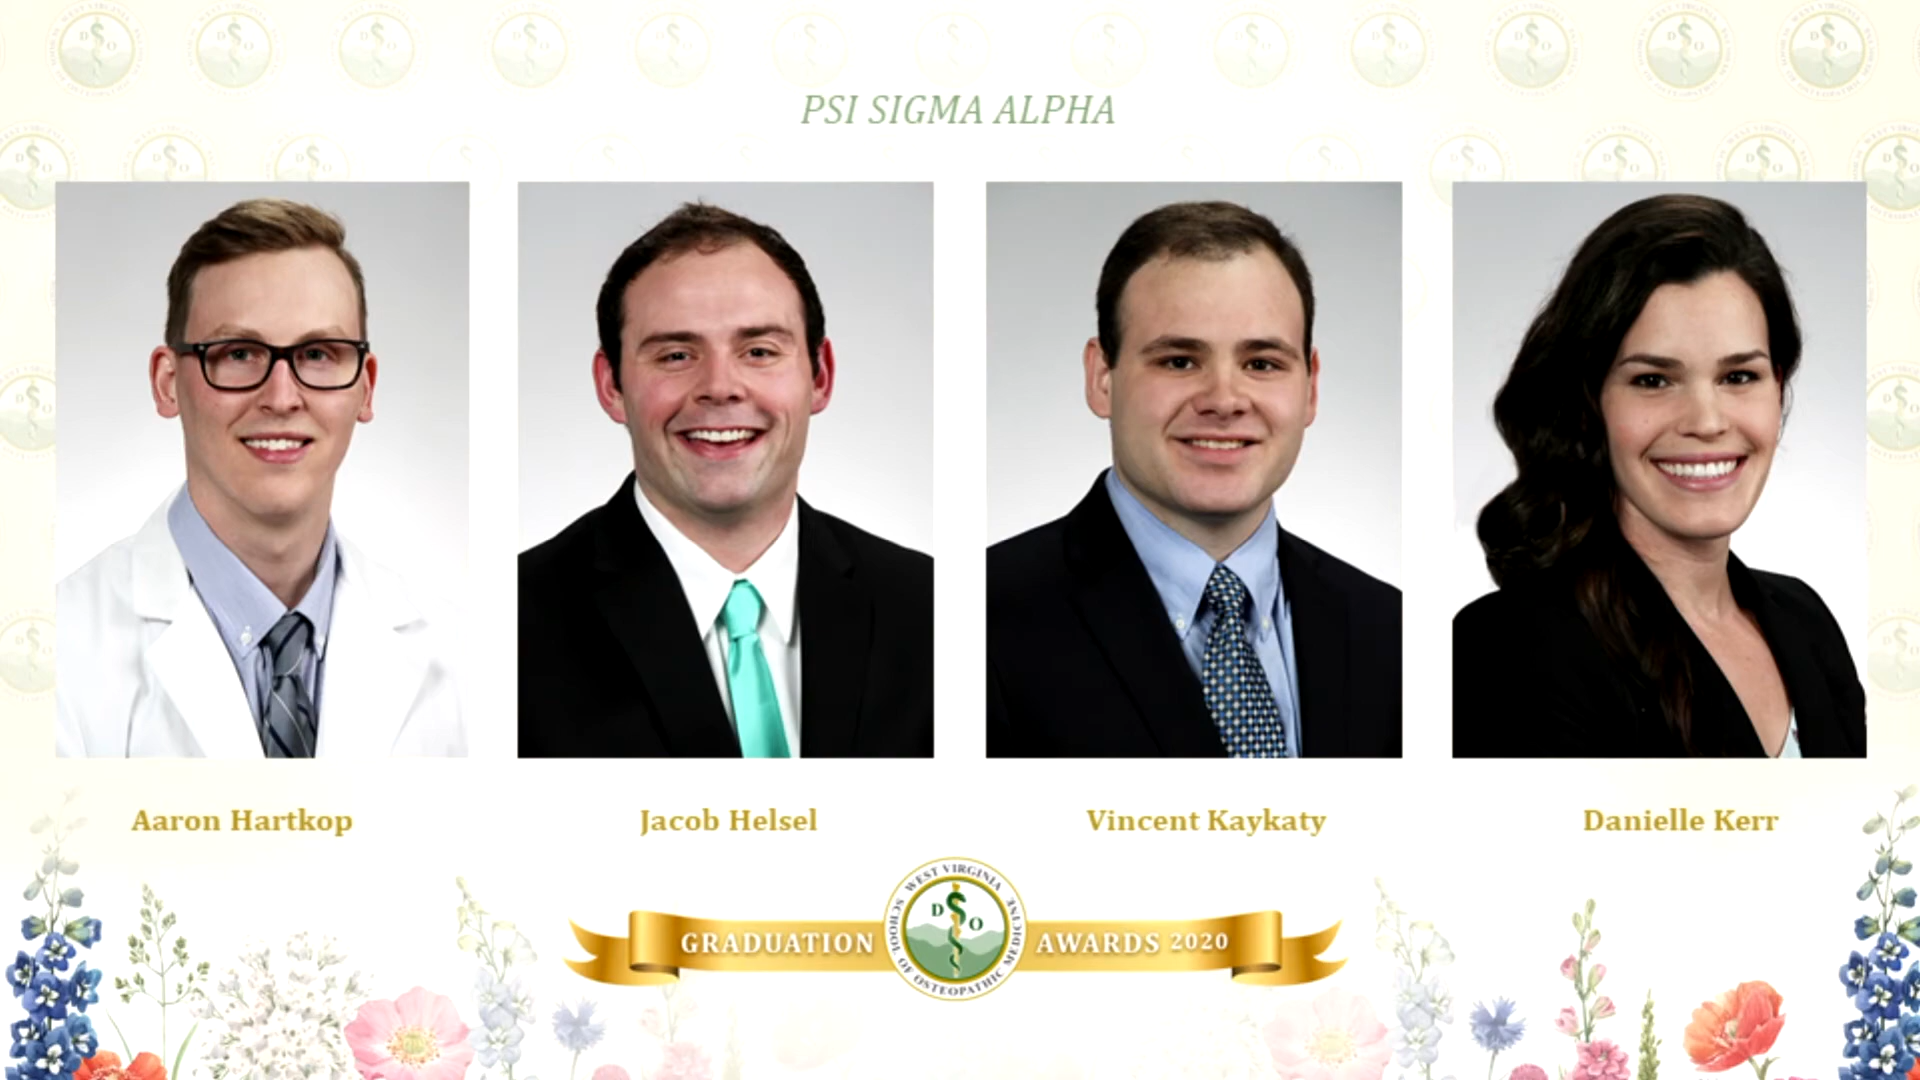 PSI SIGMA ALPHA
Aaron Hartkop
Jacob Helsel
Vincent Kaykaty
Danielle Kerr
GRADUATION
WEST VIRGINIA SCHOOL OF OSTEOPATHIC MEDICINE
D O
AWARDS 2020